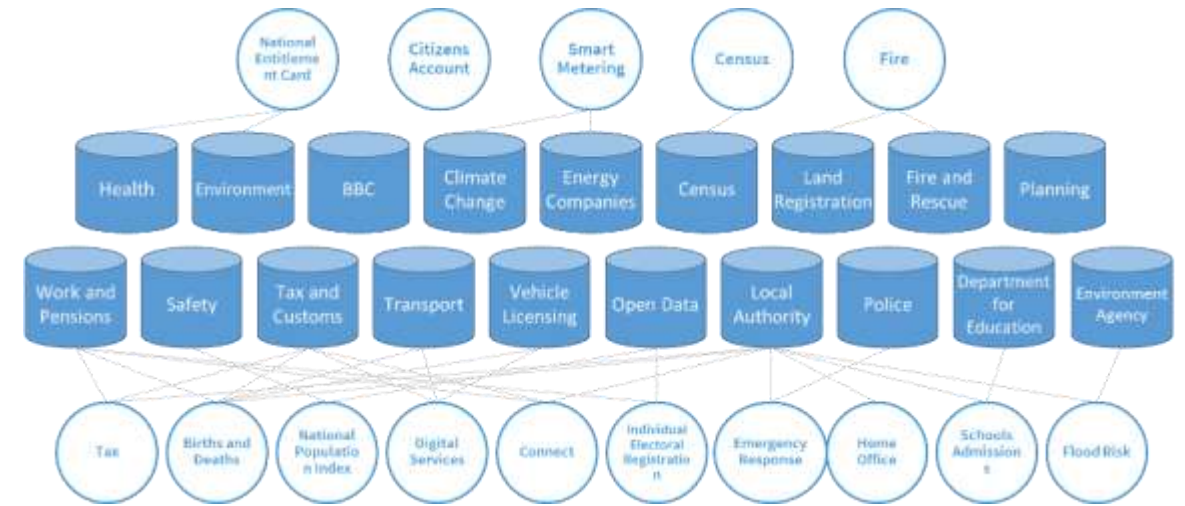 National
Entitleme
nt Card
Citizens
Account
Smart
Metering
Census
Fire
Health
Environment
BBC
Climate
Change
Energy
Companies
Census
Land
Registration
Fire and
Rescue
Planning
Work and
Pensions
Safety
Tax and
Customs
Transport
Vehicle
Licensing
Open Data
Local
Authority
Police
Department
for
Education
Environment
Agency
Tax
Births and
Deaths
National
Populatio
n Index
Digital
Services
Connect
Individual
Electoral
Registratio
n
Emergency
Response
Home
Office
Schools
Admission
s
Flood Risk